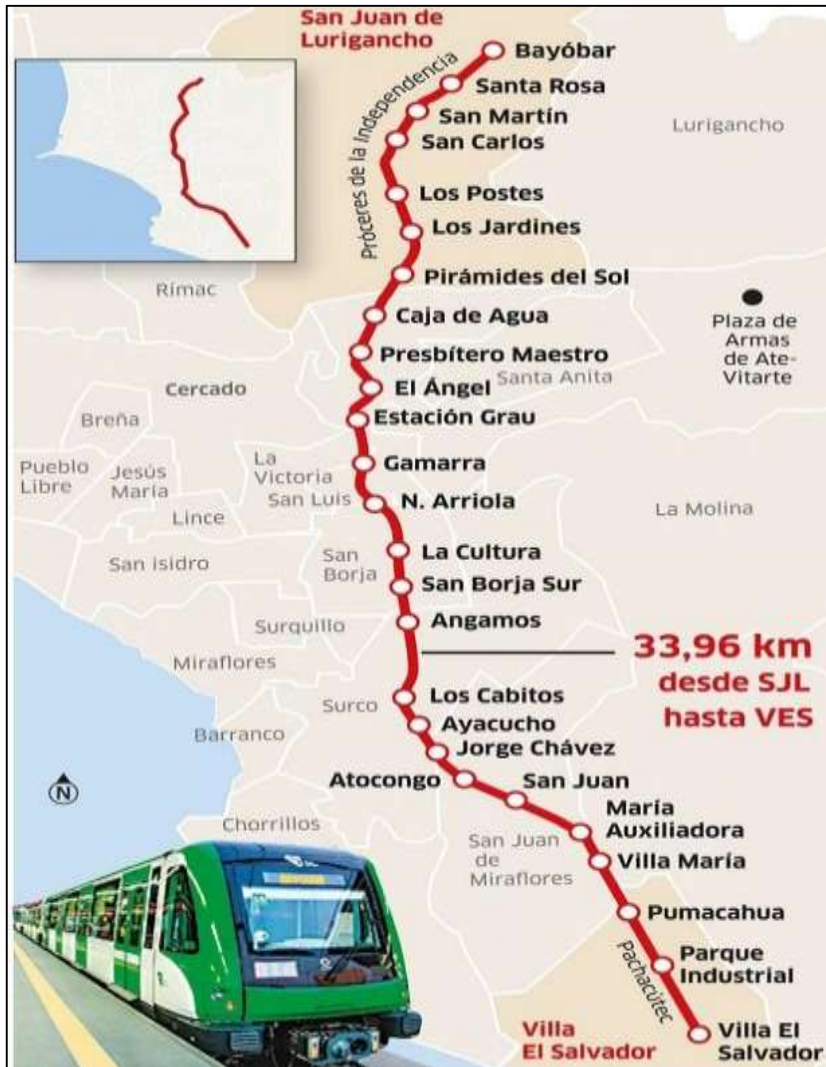 San Juan de
Lurigancho
Bayóbar
Santa Rosa
San Martín
San Carlos
Próceres de la Independencia
Lurigancho
Los Postes
Los Jardines
Pirámides del Sol
Rímac
Caja de Agua
Plaza de
Armas
de Ate-
Vitarte
Presbítero Maestro
Cercado
El Ángel
Santa Anita
Breña
Estación Grau
Pueblo
Libre
Jesús
María
La
Victoria
Gamarra
San Luis
N. Arriola
Lince
La Molina
San isidro
San
Borja
La Cultura
San Borja Sur
Surquillo
Angamos
Miraflores
33,96 km
desde SJL
hasta VES
Surco
Los Cabitos
Barranco
Ayacucho
Jorge Chávez
Atocongo
San Juan
N
Chorrillos
María
Auxiliadora
San Juan
de
Miraflores
Villa María
Pumacahua
Parque
Industrial
Pachacútec
Villa
El Salvador
Villa El
Salvador